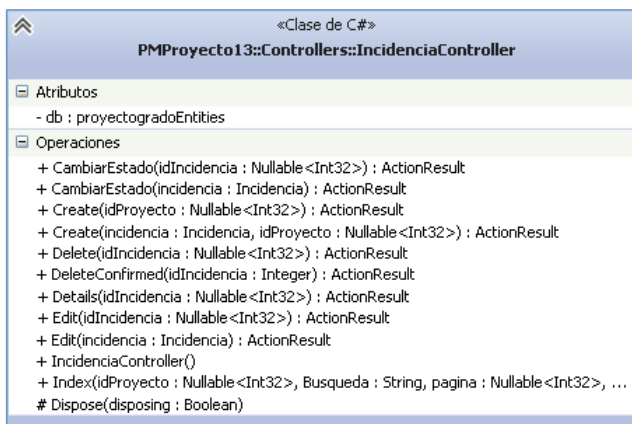 «Clase de C#»
PMProyecto13::Controllers::IncidenciaController
Atributos
- db : proyectogradoEntities
Operaciones
+ CambiarEstado(idIncidencia : Nullable<Int32>) : ActionResult
+ CambiarEstado(incidencia : Incidencia) : ActionResult
+ Create(idProyecto : Nullable<Int32>) : ActionResult
+ Create(incidencia : Incidencia, idProyecto : Nullable<Int32>) : ActionResult
+ Delete(idIncidencia : Nullable<Int32>) : ActionResult
+ DeleteConfirmed(idIncidencia : Integer) : ActionResult
+ Details(idIncidencia : Nullable<Int32>) : ActionResult
+ Edit(idIncidencia : Nullable<Int32>) : ActionResult
+ Edit(incidencia : Incidencia) : ActionResult
+ IncidenciaController()
+ Index(idProyecto : Nullable<Int32>, Busqueda : String, pagina : Nullable<Int32>, ...
# Dispose(disposing : Boolean)